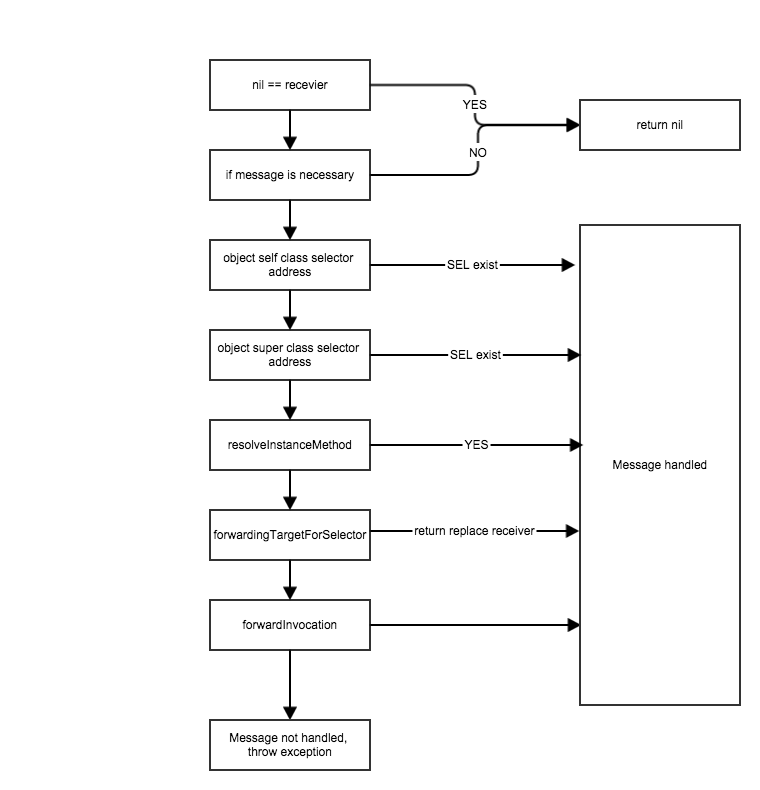 nil == recevier
YES
return nil
NO
if message is necessary
object self class selector
address
SEL exist
object super class selector
address
SEL exist
resolveInstanceMethod
YES
Message handled
forwardingTargetForSelector
return replace receiver
forwardInvocation
Message not handled,
throw exception